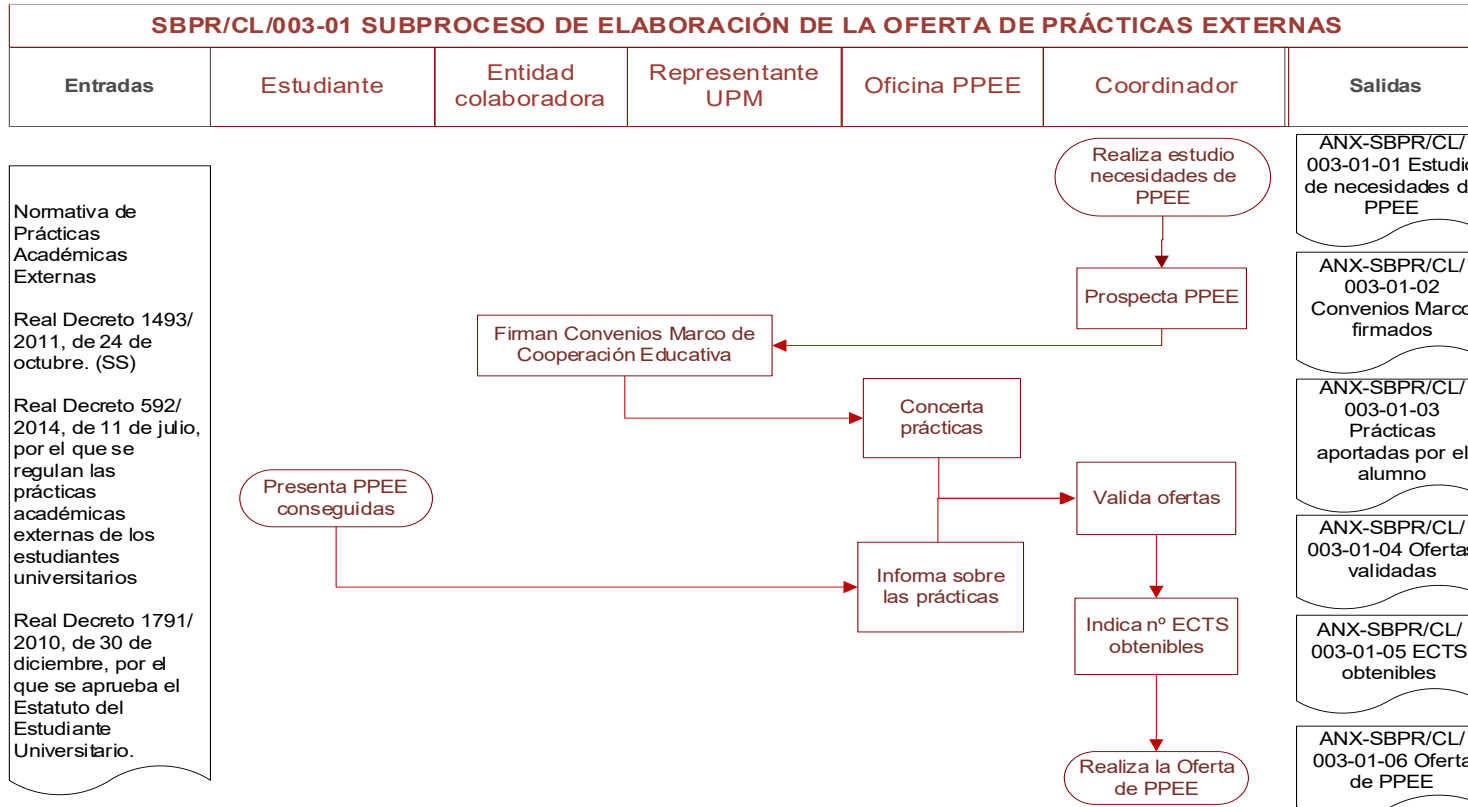 SBPR/CL/003-01 SUBPROCESO DE ELABORACIÓN DE LA OFERTA DE PRÁCTICAS EXTERNAS
Entradas
Estudiante
Entidad
colaboradora
Representante
UPM
Oficina PPEE
Coordinador
Salidas
Normativa de
Prácticas
Académicas
Externas
Real Decreto 1493/
2011, de 24 de
octubre. (SS)
Real Decreto 592/
2014, de 11 de julio,
por el que se
regulan las
prácticas
académicas
externas de los
estudiantes
universitarios
Real Decreto 1791/
2010, de 30 de
diciembre, por el
que se aprueba el
Estatuto del
Estudiante
Universitario.
Realiza estudio
necesidades de
PPEE
Prospecta PPEE
Firman Convenios Marco de
Cooperación Educativa
Concerta
prácticas
Presenta PPEE
conseguidas
Valida ofertas
Informa sobre
las prácticas
Indica nº ECTS
obtenibles
Realiza la Oferta
de PPEE
ANX-SBPR/CL/
003-01-01 Estudio
de necesidades d
PPEE
ANX-SBPR/CL/
003-01-02
Convenios Marco
firmados
ANX-SBPR/CL/
003-01-03
Prácticas
aportadas por el
alumno
ANX-SBPR/CL/
003-01-04 Ofertas
validadas
ANX-SBPR/CL/
003-01-05 ECTS
obtenibles
ANX-SBPR/CL/
003-01-06 Oferta
de PPEE